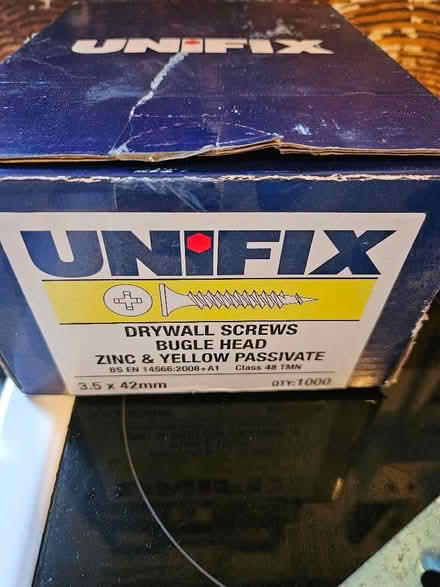 UNIFIX
UNIFIX
DRYWALL SCREWS
BUGLE HEAD
ZINC & YELLOW PASSIVATE
BS EN 14566:2008+A1 Class 48 TMN
3.5 x 42mm QTY:1000